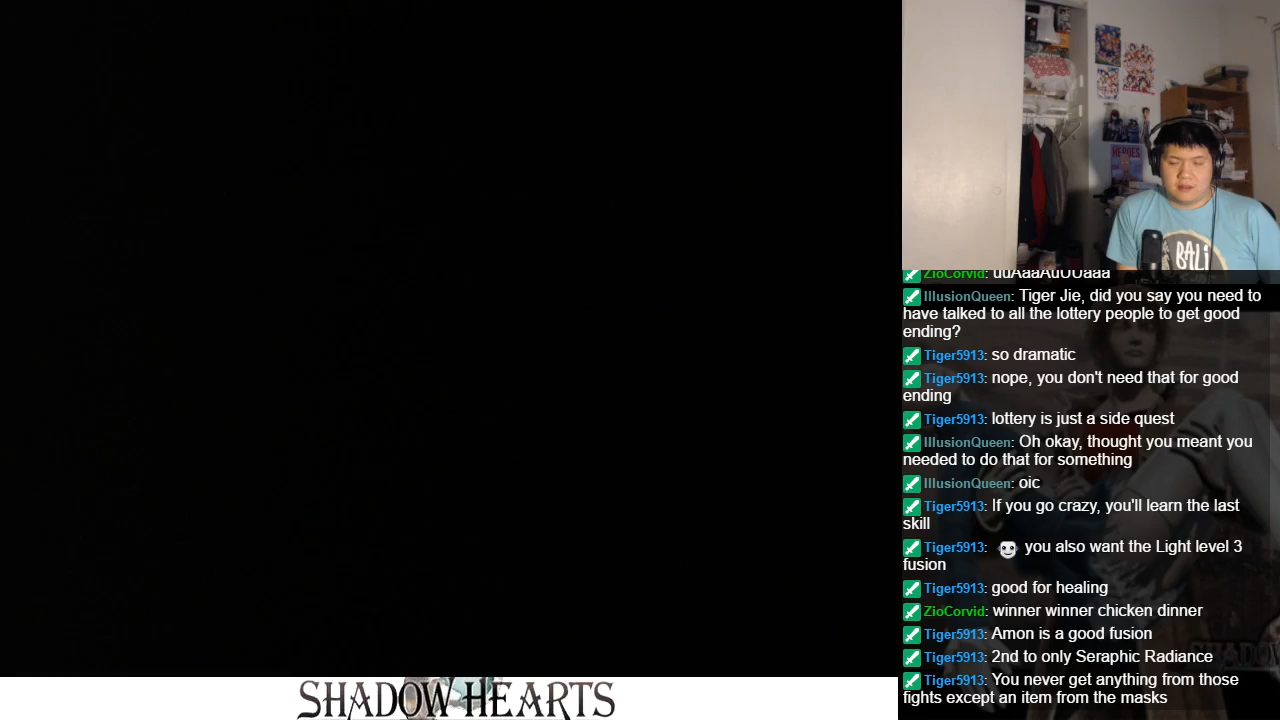 HEROES
BALI
ZioCorvid: uuAaaAuUUaaa
IllusionQueen: Tiger Jie, did you say you need to
have talked to all the lottery people to get good
ending?
Tiger5913: so dramatic
Tiger5913: nope, you don't need that for good
ending
Tiger5913: lottery is just a side quest
IllusionQueen: Oh okay, thought you meant you
needed to do that for something
IllusionQueen: oic
Tiger5913: If you go crazy, you'll learn the last
skill
Tiger5913: you also want the Light level 3
fusion
Tiger5913: good for healing
ZioCorvid: winner winner chicken dinner
Tiger5913: Amon is a good fusion
Tiger5913: 2nd to only Seraphic Radiance
Tiger5913: You never get anything from those
fights except an item from the masks
SHADOW HEARTS